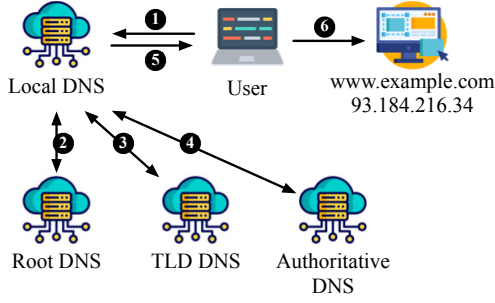 1
5
6
Local DNS
User
www.example.com
93.184.216.34
2
3
4
Root DNS
TLD DNS
Authoritative
DNS